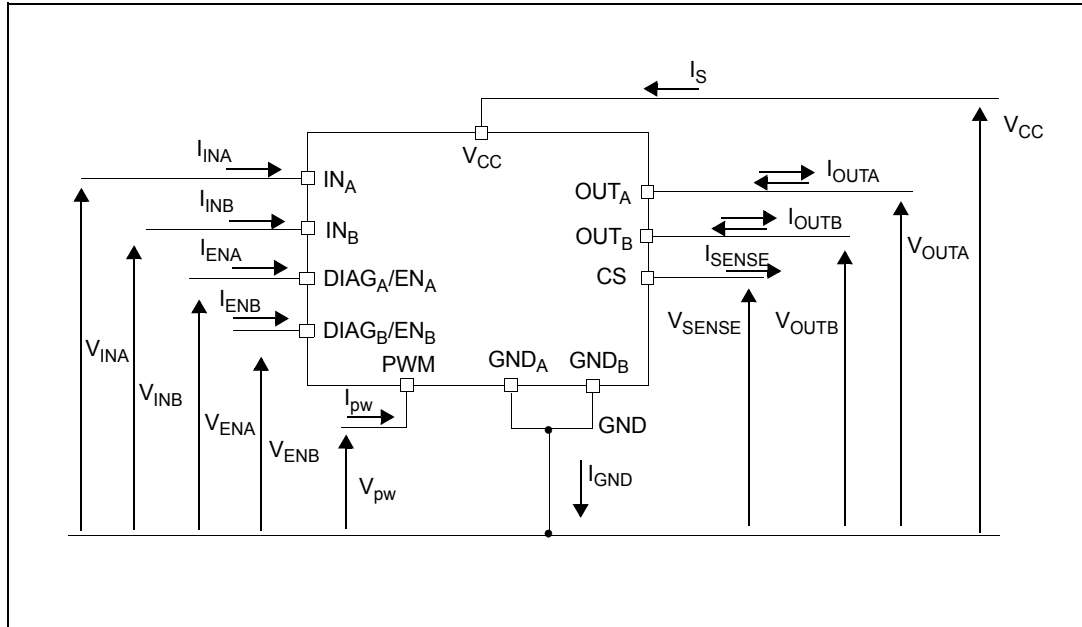 I_S
V_CC
V_CC
I_INA
IN_A
I_INB
IN_B
I_ENA
DIAG_A/EN_A
I_ENB
DIAG_B/EN_B
OUT_A
I_OUTA
OUT_B
I_OUTB
CS
I_SENSE
V_OUTA
V_SENSE
V_OUTB
PWM
GND_A
GND_B
V_INA
V_INB
V_ENA
V_ENB
I_pw
V_pw
GND
I_GND